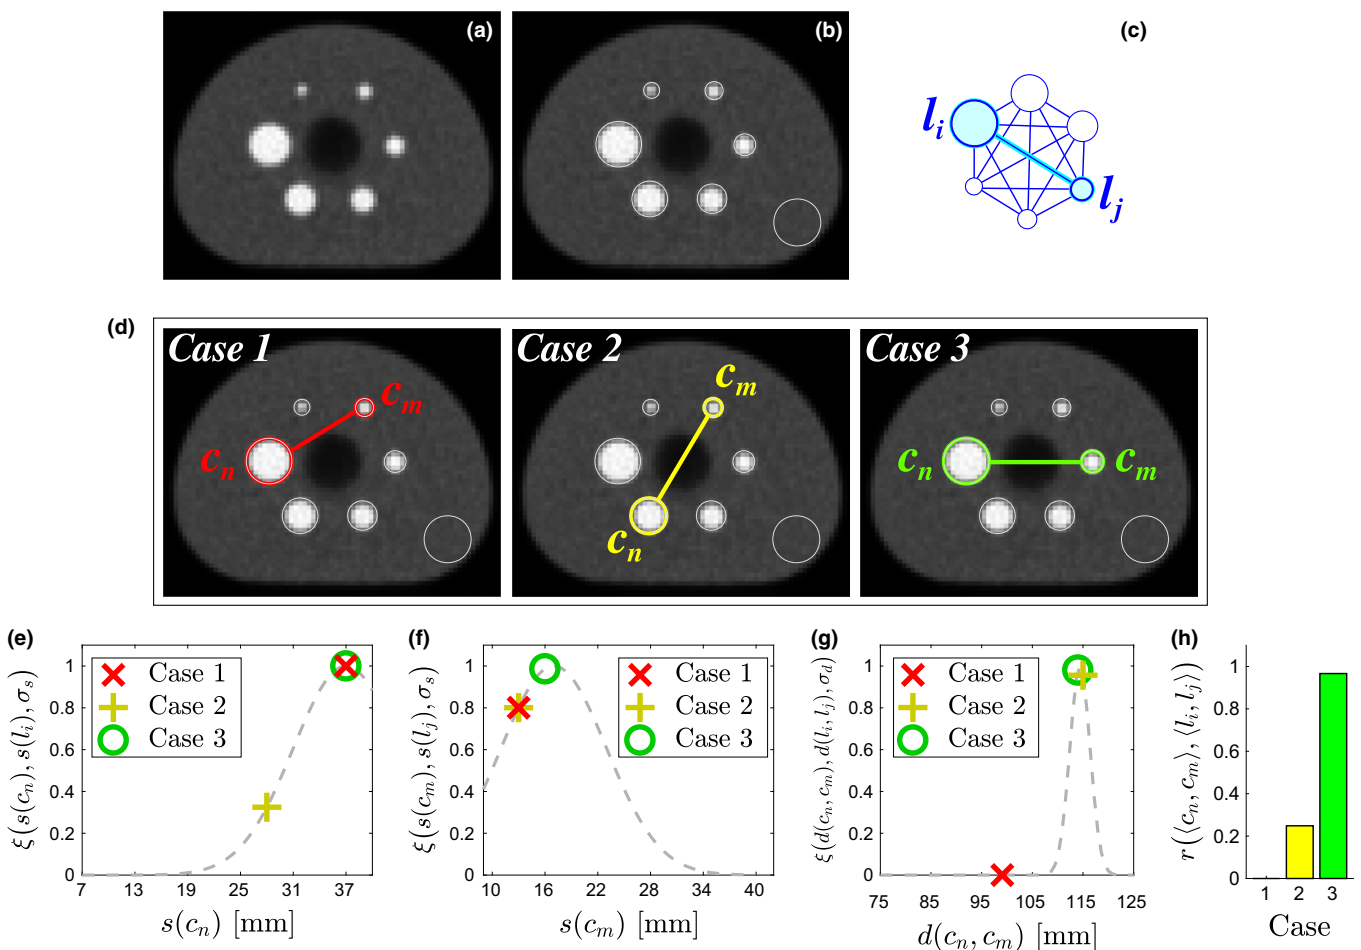 (a)
(b)
(c)
l_i
l_j
(d)
Case 1
c_m
c_n
Case 2
c_m
c_n
Case 3
c_n
c_m
(e)
ξ(s(c_n), s(l_i), σ_s)
1
0.8
0.6
0.4
0.2
0
Case 1
Case 2
Case 3
7 13 19 25 31 37
s(c_n) [mm]
(f)
ξ(s(c_m), s(l_j), σ_s)
1
0.8
0.6
0.4
0.2
0
Case 1
Case 2
Case 3
10 16 22 28 34 40
s(c_m) [mm]
(g)
ξ(d(c_n, c_m), d(l_i, l_j), σ_d)
1
0.8
0.6
0.4
0.2
0
Case 1
Case 2
Case 3
75 85 95 105 115 125
d(c_n, c_m) [mm]
(h)
r(⟨c_n, c_m⟩, ⟨l_i, l_j⟩)
1
0.8
0.6
0.4
0.2
0
1 2 3
Case